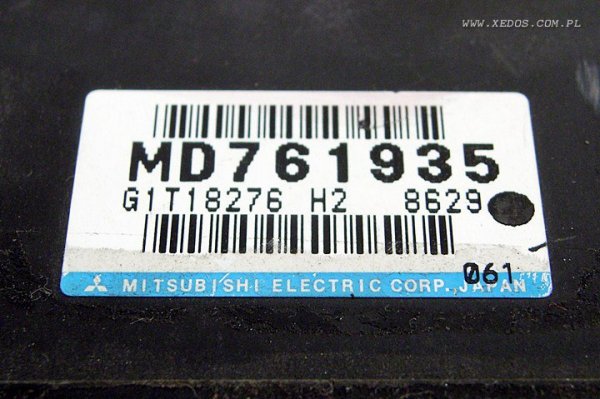 WWW.XEDOS.COM.PL
MD761935
G1T18276 H2 8629
061
MITSUBISHI ELECTRIC CORP., JAPAN